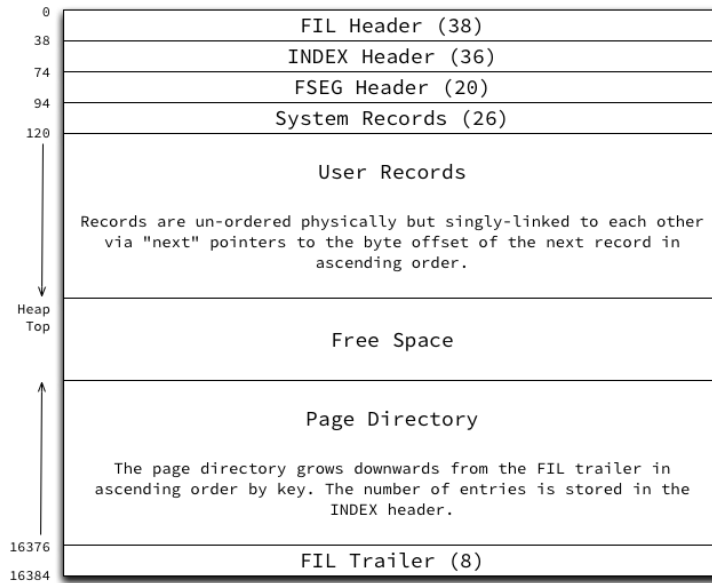 0
FIL Header (38)
38
INDEX Header (36)
74
FSEG Header (20)
94
System Records (26)
120
User Records
Records are un-ordered physically but singly-linked to each other
via "next" pointers to the byte offset of the next record in
ascending order.
Heap
Top
Free Space
Page Directory
The page directory grows downwards from the FIL trailer in
ascending order by key. The number of entries is stored in the
INDEX header.
16376
FIL Trailer (8)
16384